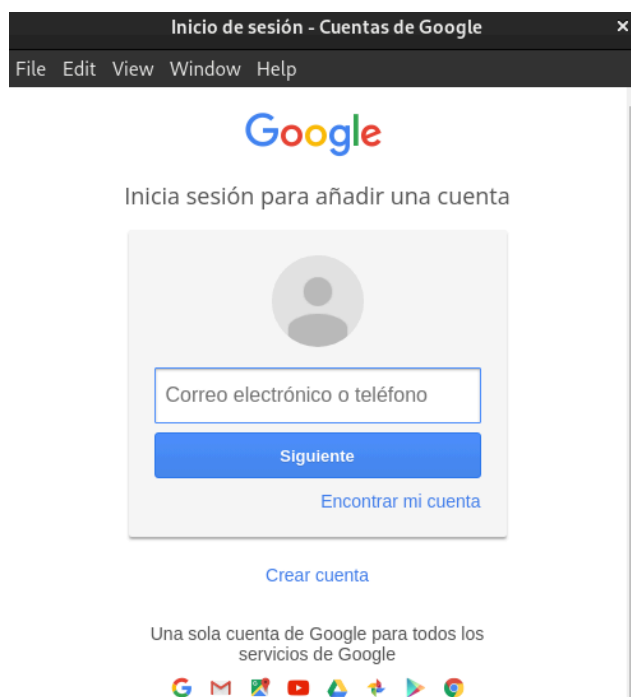 Inicio de sesión - Cuentas de Google ×
File Edit View Window Help
Google
Inicia sesión para añadir una cuenta
Correo electrónico o teléfono
Siguiente
Encontrar mi cuenta
Crear cuenta
Una sola cuenta de Google para todos los
servicios de Google